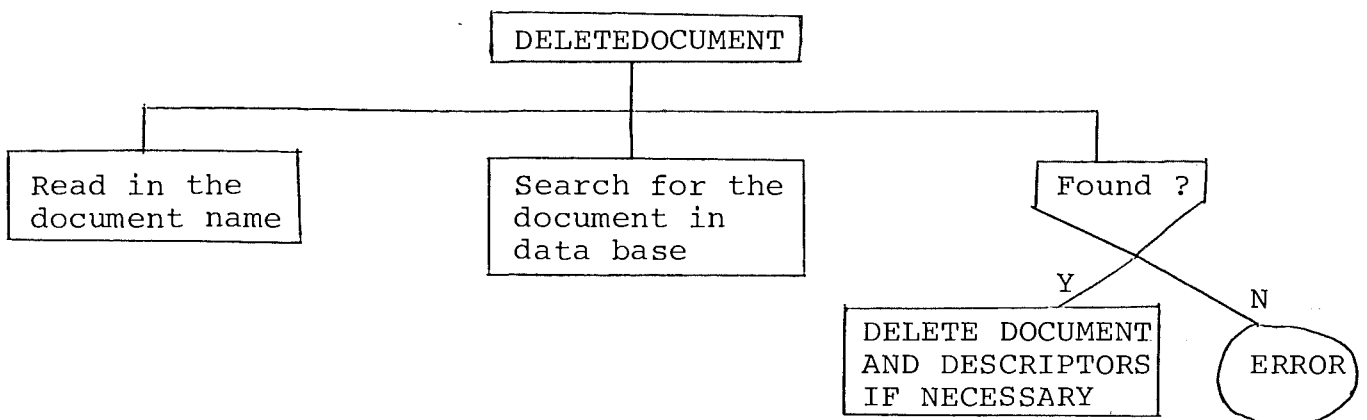 DELETEDOCUMENT
Read in the
document name
Search for the
document in
data base
Found ?
Y
N
DELETE DOCUMENT
AND DESCRIPTORS
IF NECESSARY
ERROR